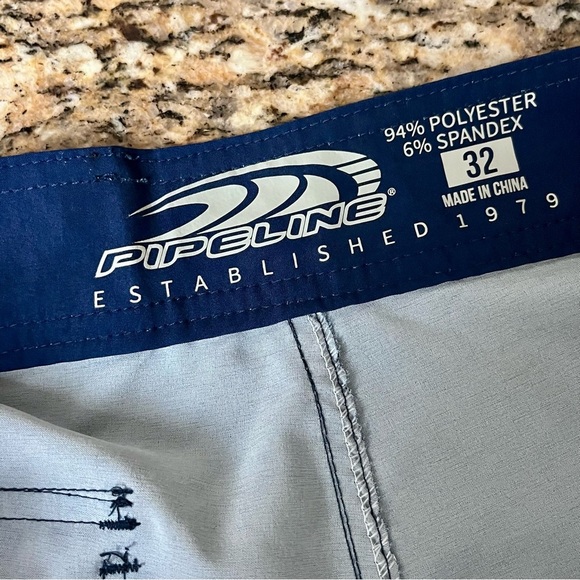 94% POLYESTER
6% SPANDEX
32
MADE IN CHINA
PIPELINE®
ESTABLISHED 1979